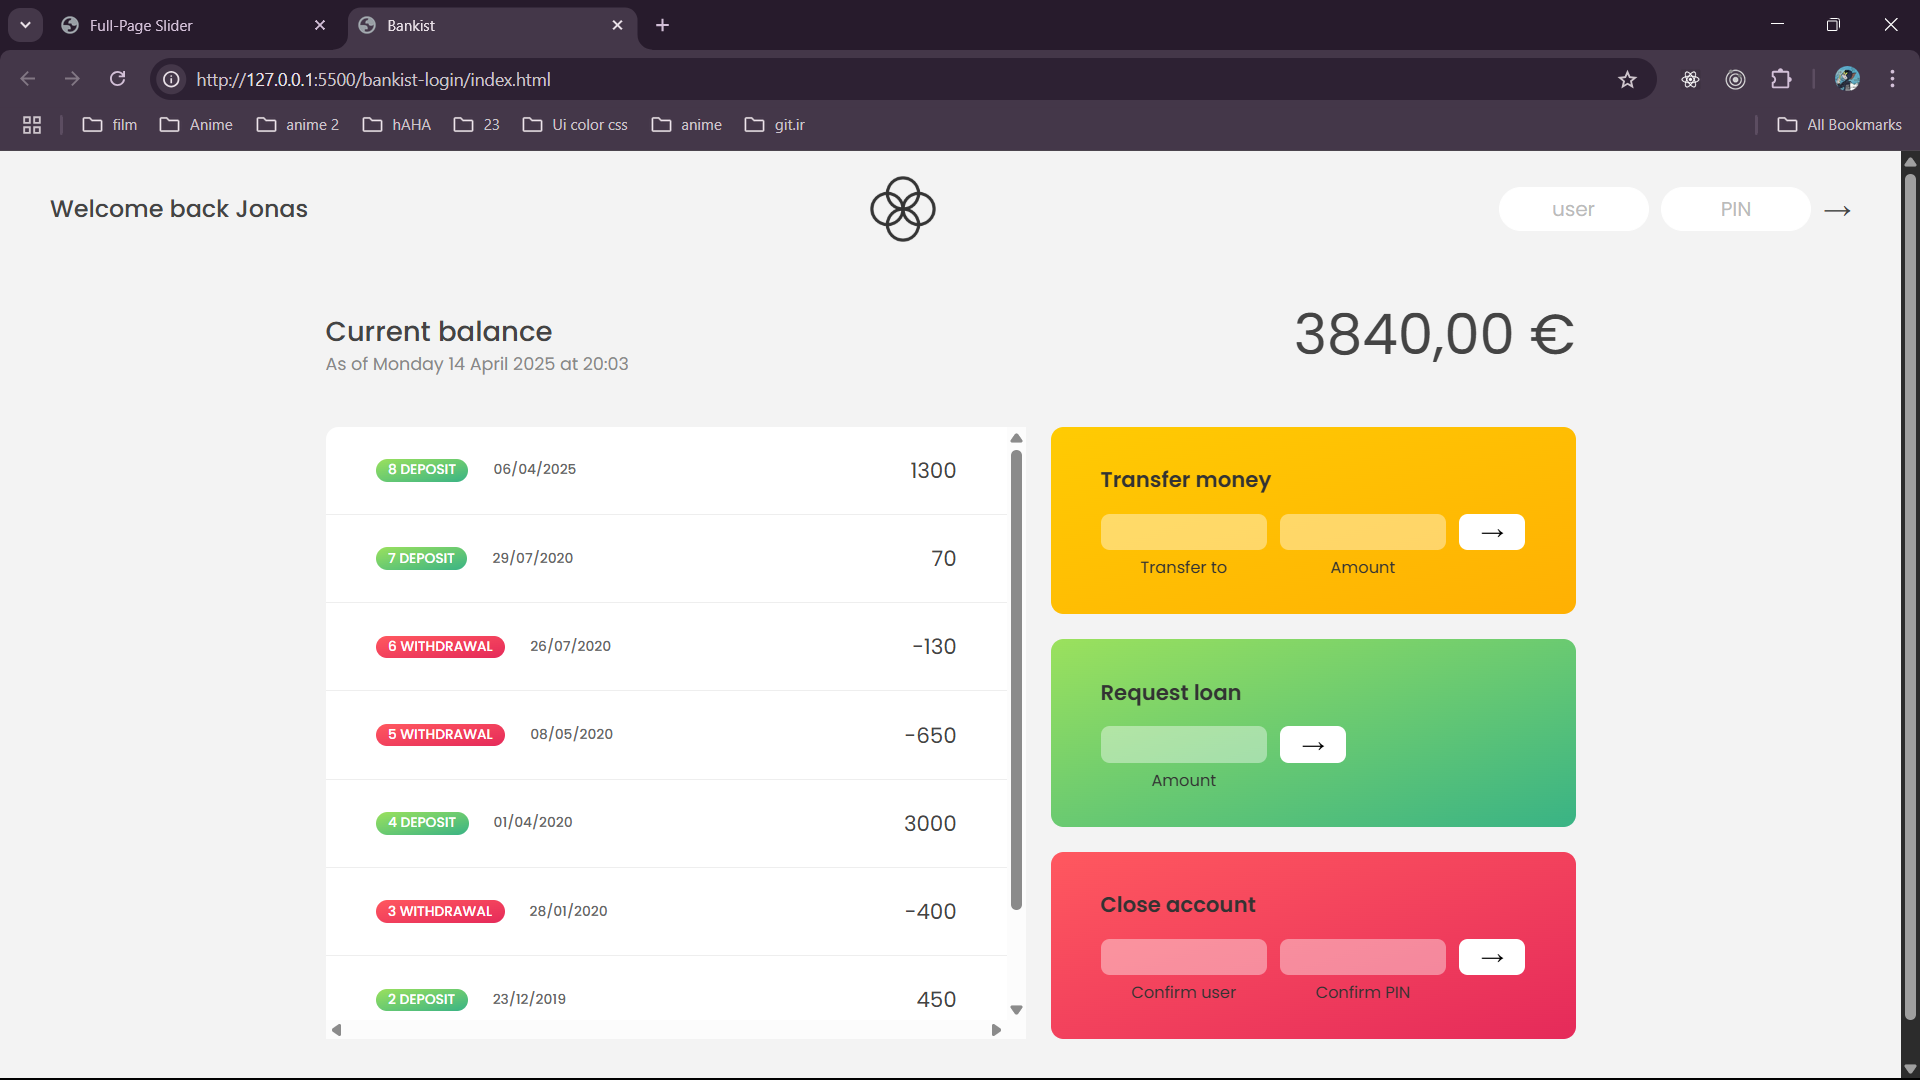 Full-Page Slider
Bankist
http://127.0.0.1:5500/bankist-login/index.html
film
Anime
anime 2
hAHA
23
Ui color css
anime
git.ir
All Bookmarks
Welcome back Jonas
user
PIN
→
Current balance
As of Monday 14 April 2025 at 20:03
3840,00 €
8 DEPOSIT 06/04/2025 1300
7 DEPOSIT 29/07/2020 70
6 WITHDRAWAL 26/07/2020 -130
5 WITHDRAWAL 08/05/2020 -650
4 DEPOSIT 01/04/2020 3000
3 WITHDRAWAL 28/01/2020 -400
2 DEPOSIT 23/12/2019 450
Transfer money
→
Transfer to Amount
Request loan
→
Amount
Close account
→
Confirm user Confirm PIN